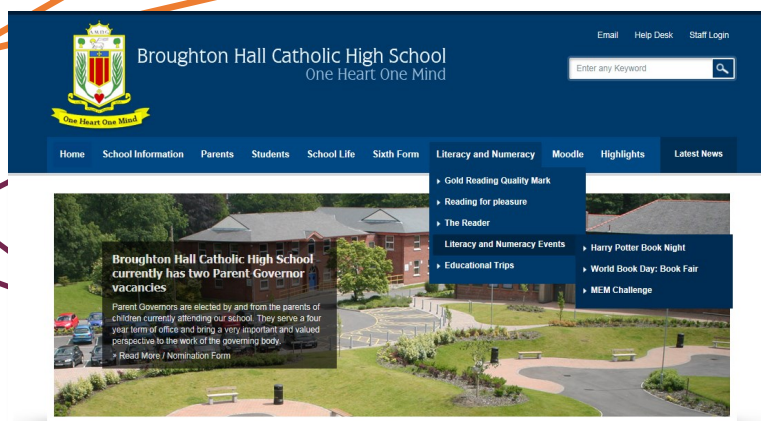 A.M.D.G.
Broughton Hall Catholic High School
One Heart One Mind
One Heart One Mind
Email Help Desk Staff Login
Enter any Keyword
Home School Information Parents Students School Life Sixth Form Literacy and Numeracy Moodle Highlights Latest News
Gold Reading Quality Mark
Reading for pleasure
The Reader
Literacy and Numeracy Events
Educational Trips
Harry Potter Book Night
World Book Day: Book Fair
MEM Challenge
Broughton Hall Catholic High School
currently has two Parent Governor
vacancies
Parent Governors are elected by and from the parents of
children currently attending our school. They serve a four
year term of office and bring a very important and valued
perspective to the work of the governing body.
» Read More / Nomination Form